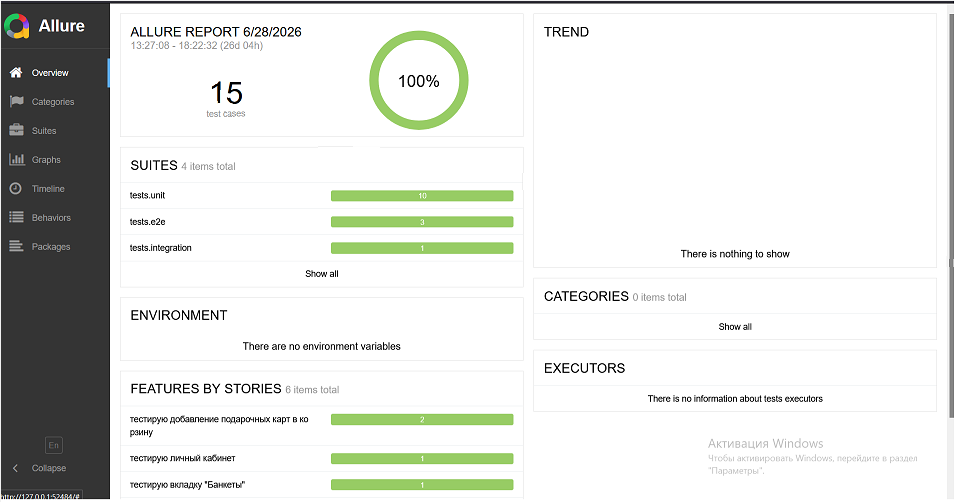 Allure
Overview
Categories
Suites
Graphs
Timeline
Behaviors
Packages
En
Collapse
http://127.0.0.1:52484/#
ALLURE REPORT 6/28/2026
13:27:08 - 18:22:32 (26d 04h)
15
test cases
100%
SUITES 4 items total
tests.unit 10
tests.e2e 3
tests.integration 1
Show all
ENVIRONMENT
There are no environment variables
FEATURES BY STORIES 6 items total
тестирую добавление подарочных карт в ко
рзину
2
тестирую личный кабинет 1
тестирую вкладку "Банкеты" 1
TREND
There is nothing to show
CATEGORIES 0 items total
Show all
EXECUTORS
There is no information about tests executors
Активация Windows
Чтобы активировать Windows, перейдите в раздел
"Параметры".